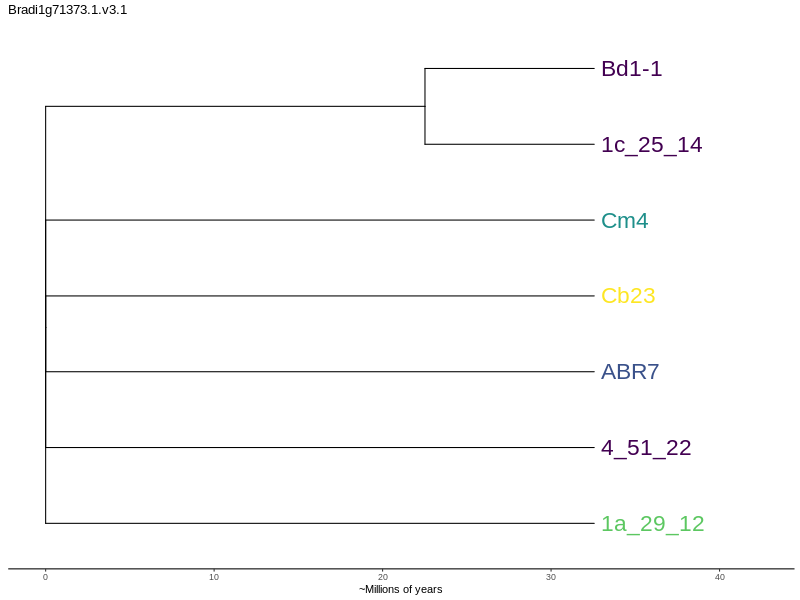 Bradi1g71373.1.v3.1
Bd1-1
1c_25_14
Cm4
Cb23
ABR7
4_51_22
1a_29_12
0 10 20 30 40
~Millions of years